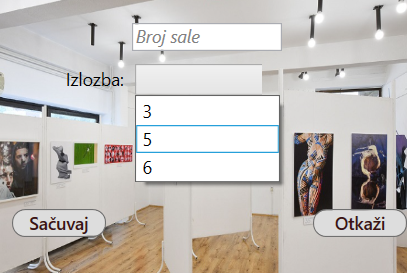 Broj sale
Izlozba:
3
5
6
Sačuvaj
Otkaži